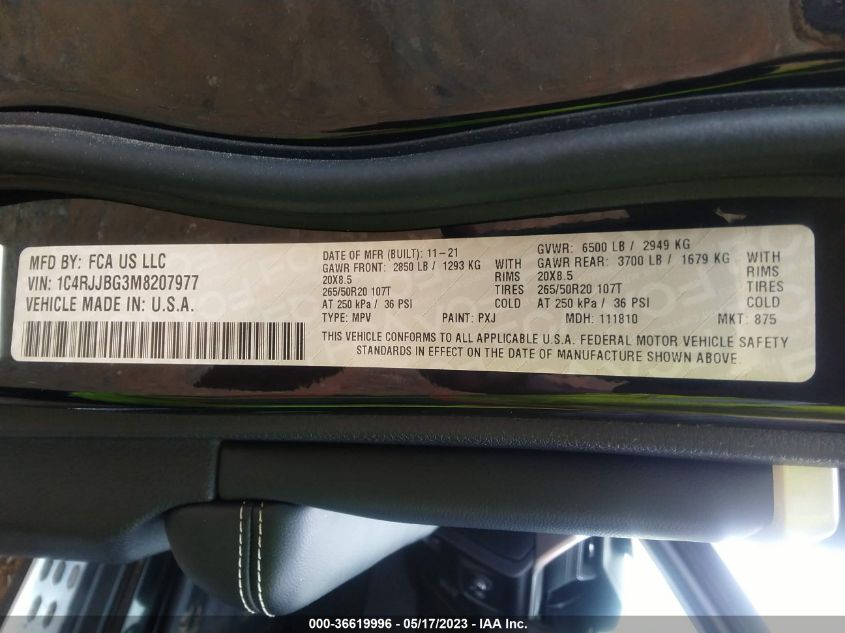 MFD BY: FCA US LLC
VIN: 1C4RJJBG3M8207977
VEHICLE MADE IN: U.S.A.
DATE OF MFR (BUILT): 11-21 GVWR: 6500 LB / 2949 KG
GAWR FRONT: 2850 LB / 1293 KG WITH GAWR REAR: 3700 LB / 1679 KG WITH
20X8.5 RIMS 20X8.5 RIMS
265/50R20 107T TIRES 265/50R20 107T TIRES
AT 250 kPa / 36 PSI COLD AT 250 kPa / 36 PSI COLD
TYPE: MPV PAINT: PXJ MDH: 111810 MKT: 875
THIS VEHICLE CONFORMS TO ALL APPLICABLE U.S.A. FEDERAL MOTOR VEHICLE SAFETY
STANDARDS IN EFFECT ON THE DATE OF MANUFACTURE SHOWN ABOVE.
000-36619996 - 05/17/2023 - IAA Inc.